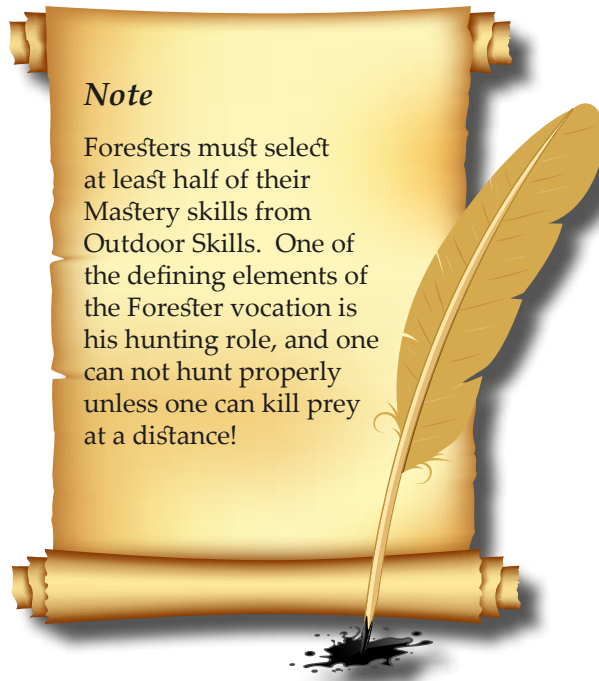 Note
Foresters must select
at least half of their
Mastery skills from
Outdoor Skills.  One of
the defining elements of
the Forester vocation is
his hunting role, and one
can not hunt properly
unless one can kill prey
at a distance!